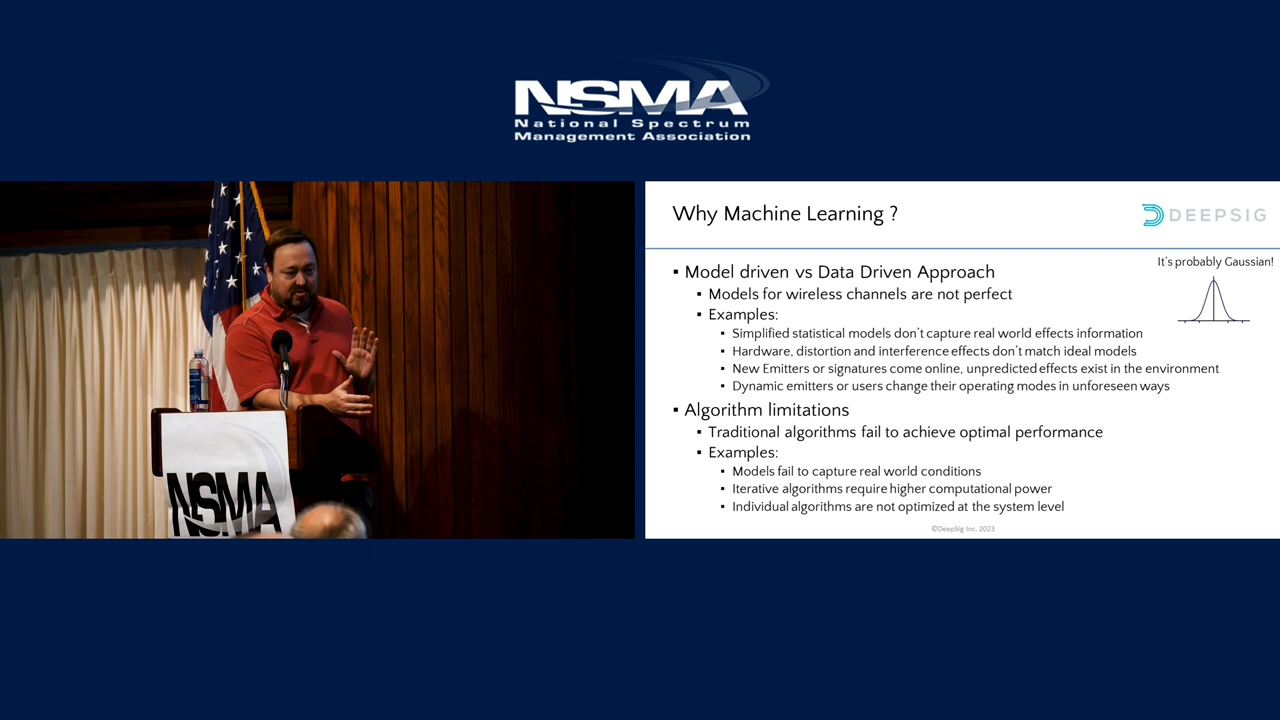 NSMA
National Spectrum
Management Association
NSMA
Why Machine Learning ?
DEEPSIG
It's probably Gaussian!
▪ Model driven vs Data Driven Approach
▪ Models for wireless channels are not perfect
▪ Examples:
▪ Simplified statistical models don't capture real world effects information
▪ Hardware, distortion and interference effects don't match ideal models
▪ New Emitters or signatures come online, unpredicted effects exist in the environment
▪ Dynamic emitters or users change their operating modes in unforeseen ways
▪ Algorithm limitations
▪ Traditional algorithms fail to achieve optimal performance
▪ Examples:
▪ Models fail to capture real world conditions
▪ Iterative algorithms require higher computational power
▪ Individual algorithms are not optimized at the system level
©DeepSig Inc. 2023